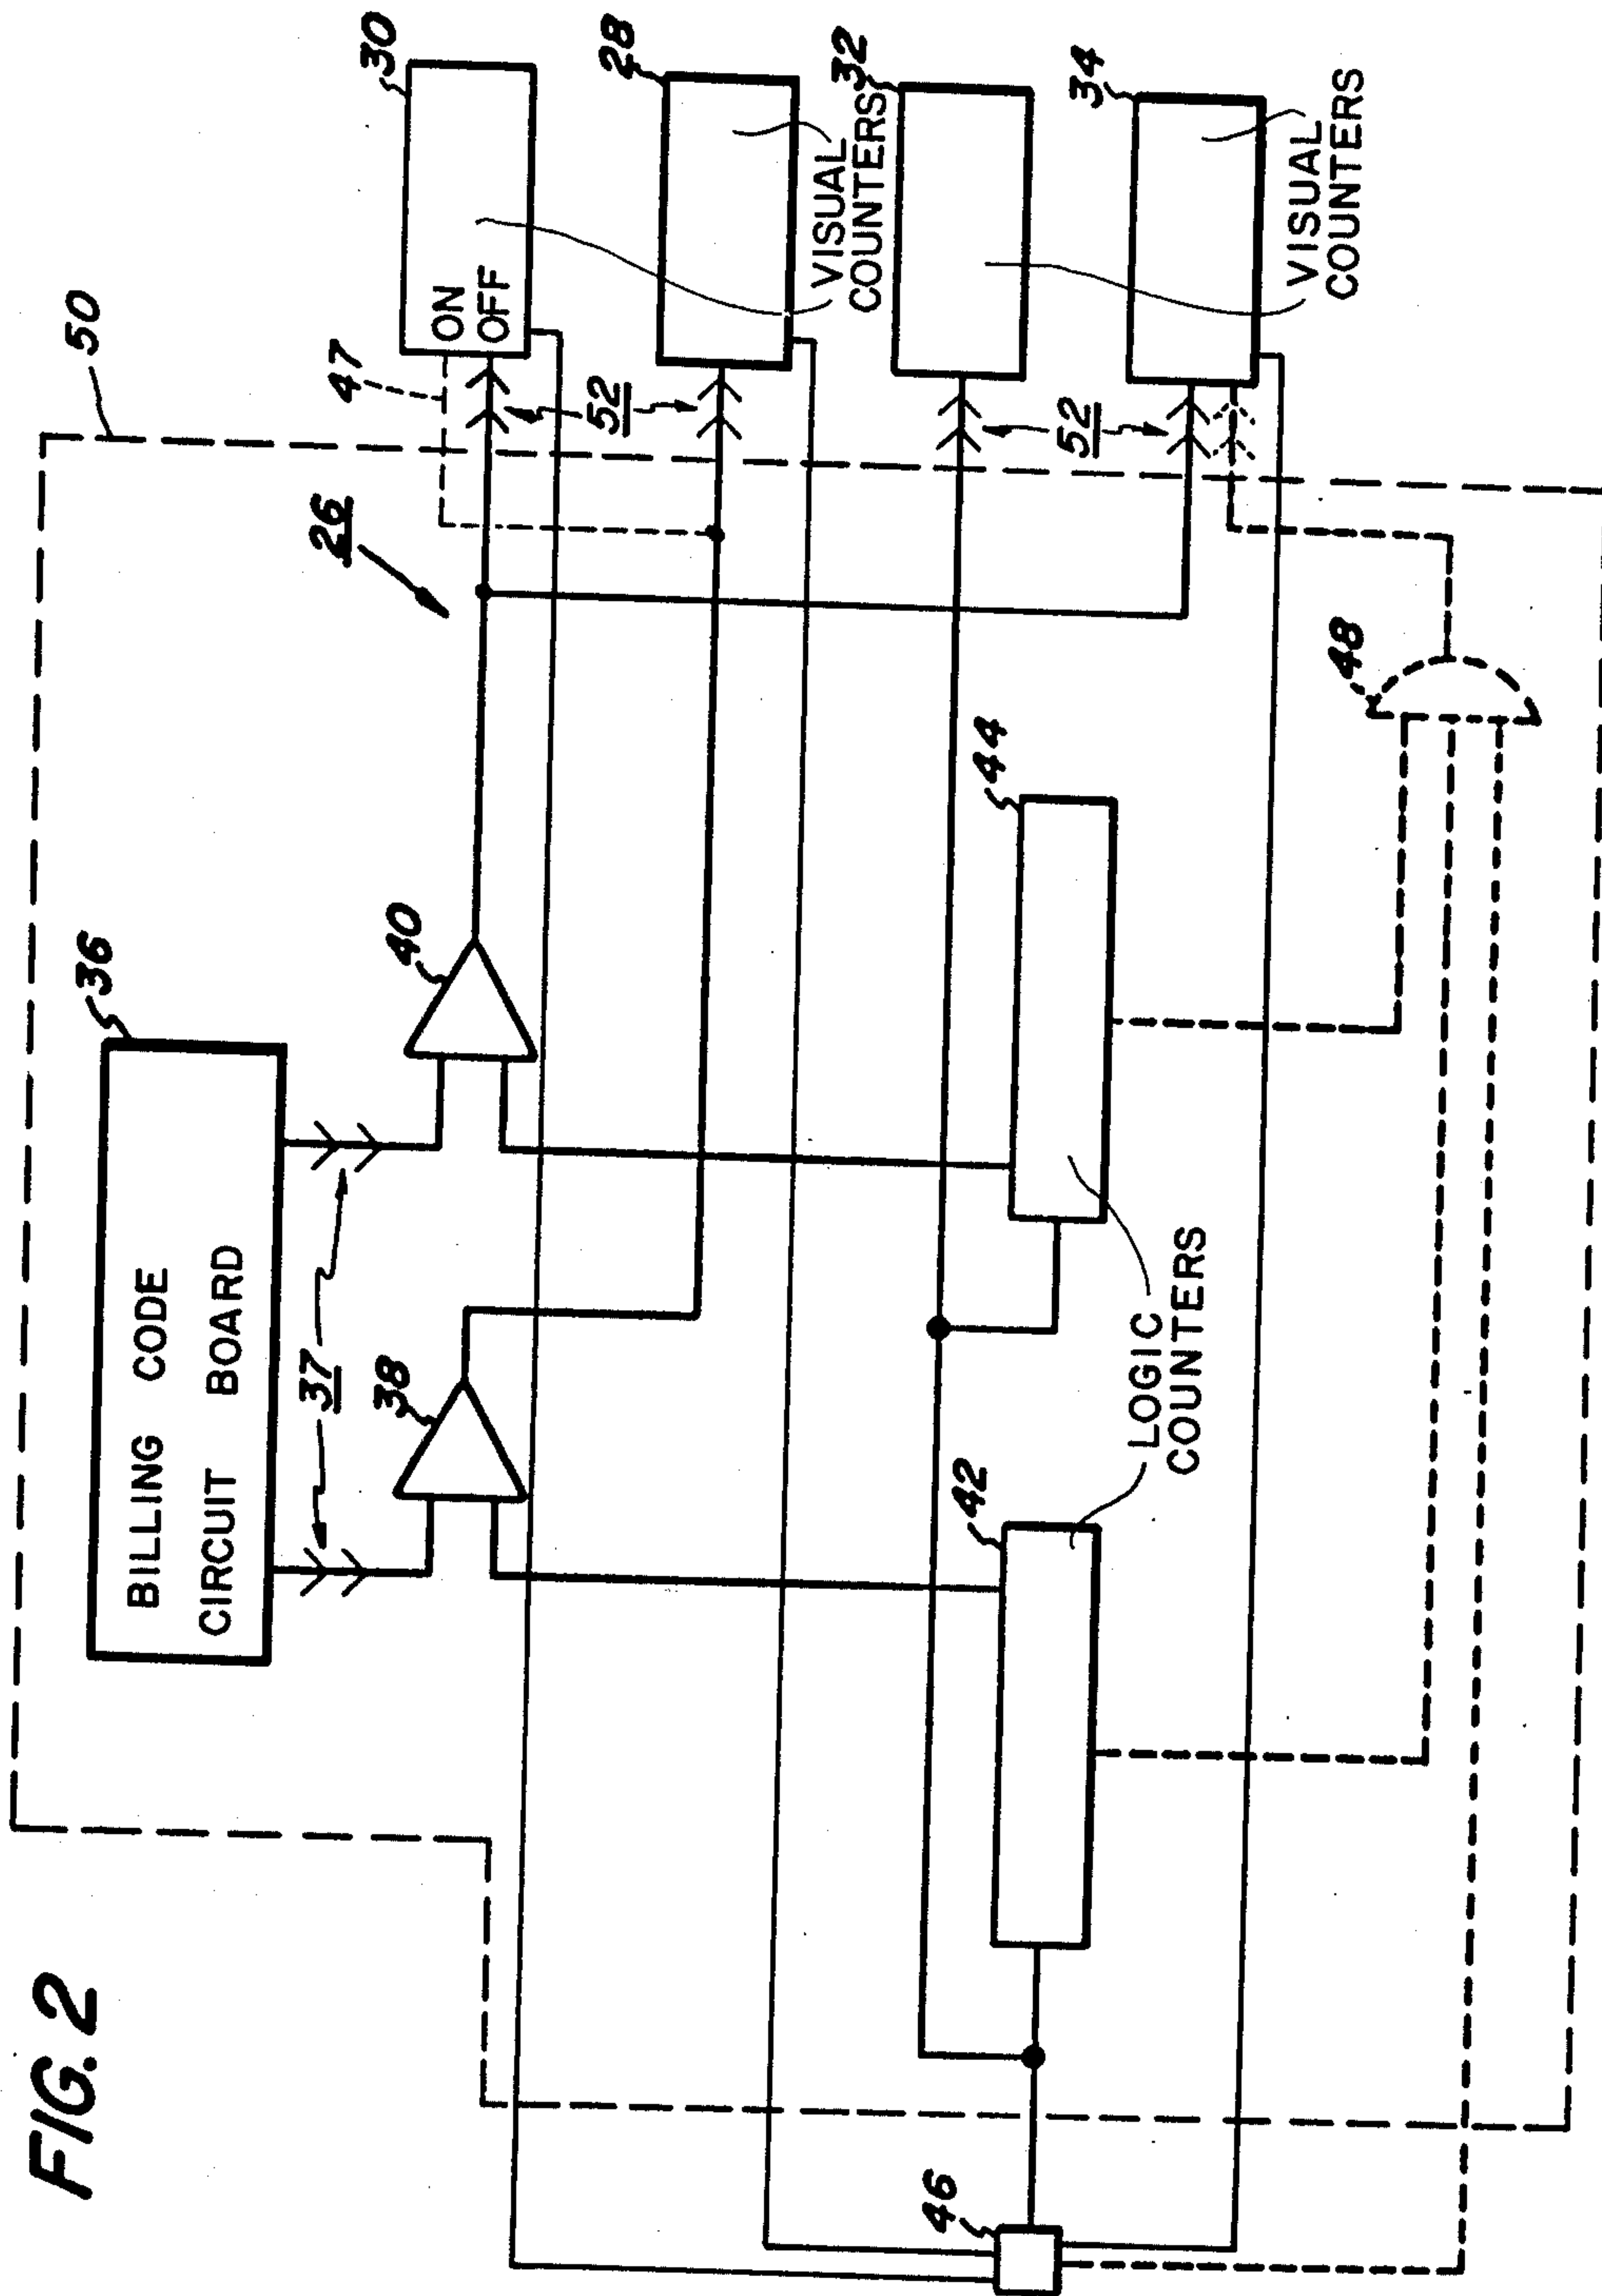 FIG. 2
50
36
BILLING CODE
CIRCUIT BOARD
37
38
40
26
47
30
ON
OFF
52
28
VISUAL
COUNTERS
32
52
34
VISUAL
COUNTERS
42
44
LOGIC
COUNTERS
46
48